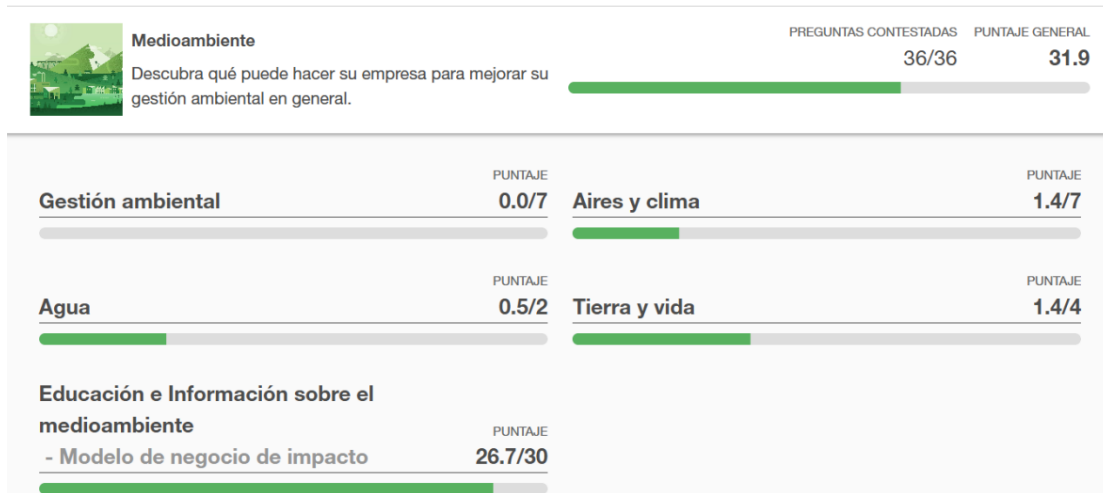 Medioambiente
Descubra qué puede hacer su empresa para mejorar su
gestión ambiental en general.
PREGUNTAS CONTESTADAS
36/36
PUNTAJE GENERAL
31.9
PUNTAJE
Gestión ambiental 0.0/7
PUNTAJE
Aires y clima 1.4/7
PUNTAJE
Agua 0.5/2
PUNTAJE
Tierra y vida 1.4/4
Educación e Información sobre el
medioambiente PUNTAJE
- Modelo de negocio de impacto 26.7/30